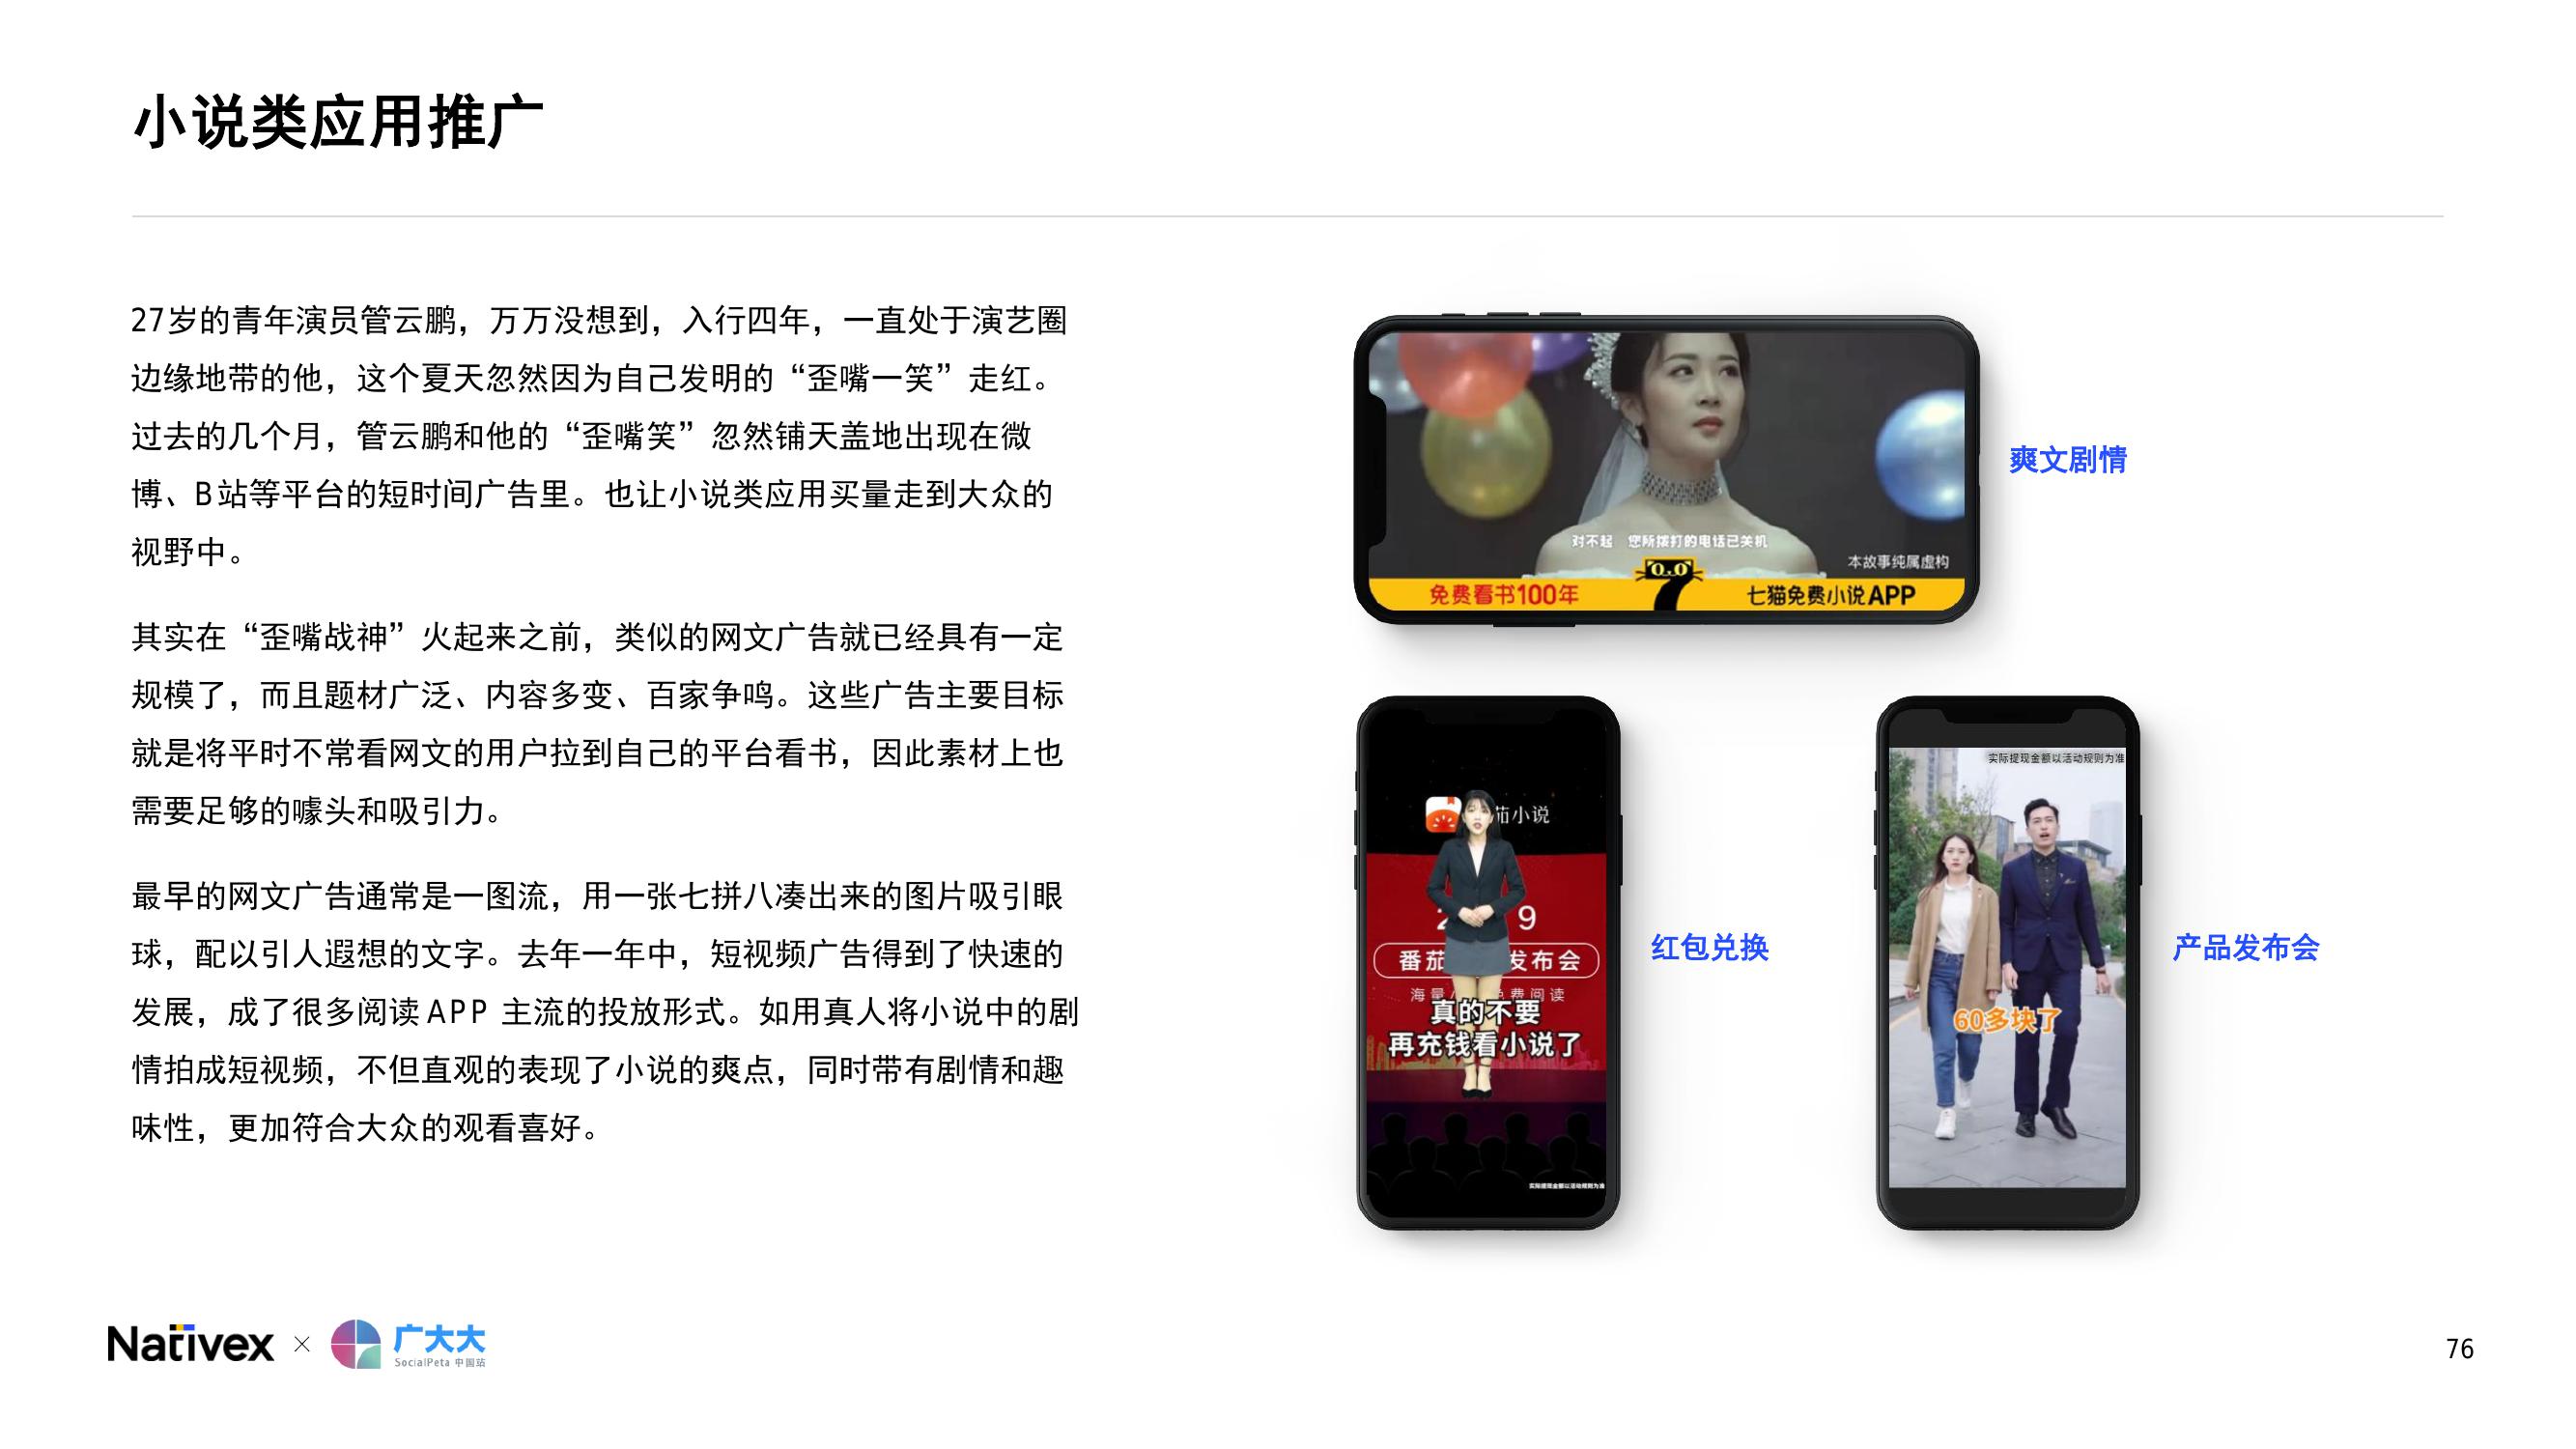 小说类应用推广
27岁的青年演员管云鹏，万万没想到，入行四年，一直处于演艺圈
边缘地带的他，这个夏天忽然因为自己发明的“歪嘴一笑”走红。
过去的几个月，管云鹏和他的“歪嘴笑”忽然铺天盖地出现在微
博、B站等平台的短时间广告里。也让小说类应用买量走到大众的
视野中。
其实在“歪嘴战神”火起来之前，类似的网文广告就已经具有一定
规模了，而且题材广泛、内容多变、百家争鸣。这些广告主要目标
就是将平时不常看网文的用户拉到自己的平台看书，因此素材上也
需要足够的噱头和吸引力。
最早的网文广告通常是一图流，用一张七拼八凑出来的图片吸引眼
球，配以引人遐想的文字。去年一年中，短视频广告得到了快速的
发展，成了很多阅读APP 主流的投放形式。如用真人将小说中的剧
情拍成短视频，不但直观的表现了小说的爽点，同时带有剧情和趣
味性，更加符合大众的观看喜好。
对不起 您所拨打的电话已关机
本故事纯属虚构
免费看书100年
七猫免费小说APP
爽文剧情
茄小说
2 9
番茄 发布会
海量 免费阅读
真的不要
再充钱看小说了
实际提现金额以活动规则为准
红包兑换
实际提现金额以活动规则为准
60多块了
产品发布会
Nativex × 广大大
SocialPeta 中国站
76